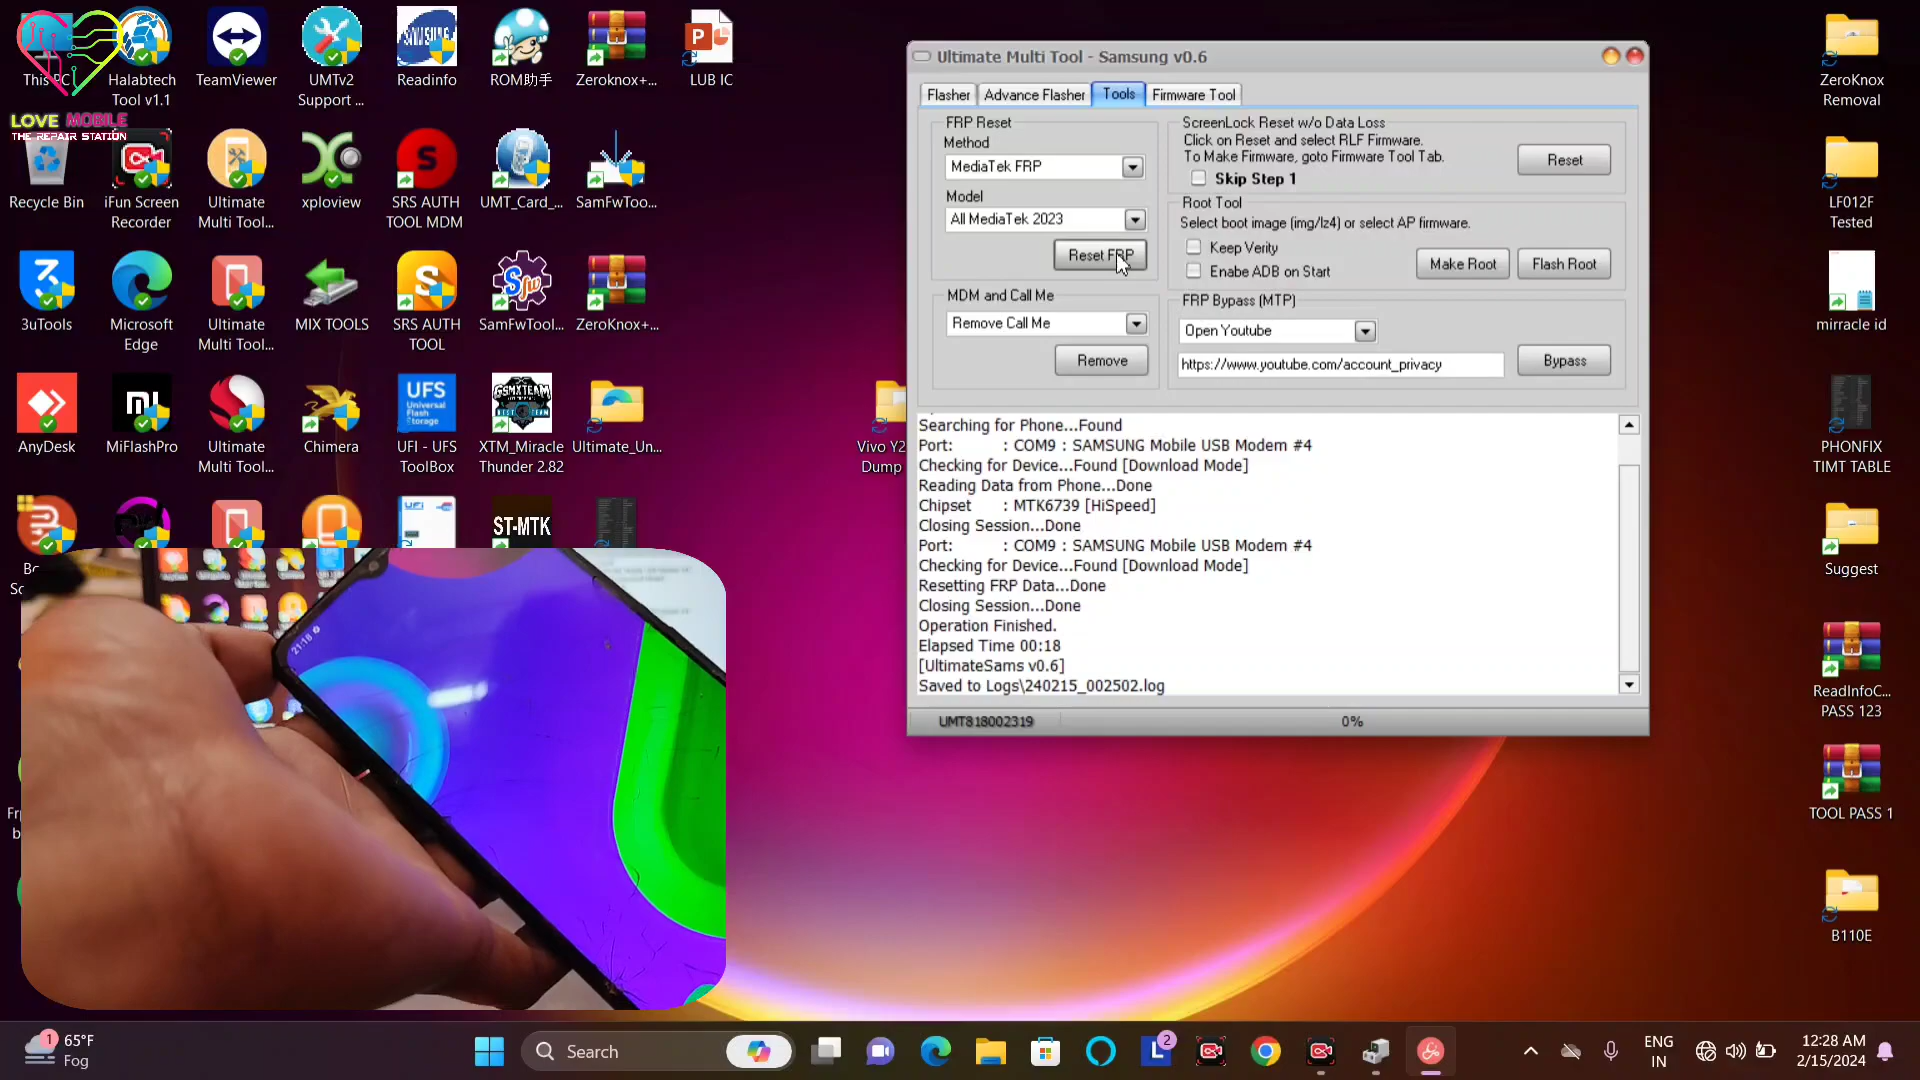 This PC
Halabtech
Tool v1.1
TeamViewer
UMTv2
Support ...
Readinfo
ROM助手
Zeroknox+...
LUB IC
LOVE MOBILE
THE REPAIR STATION
Recycle Bin
iFun Screen
Recorder
Ultimate
Multi Tool...
xploview
SRS AUTH
TOOL MDM
UMT_Card_...
SamFwToo...
3uTools
Microsoft
Edge
Ultimate
Multi Tool...
MIX TOOLS
SRS AUTH
TOOL
SamFwTool...
ZeroKnox+...
AnyDesk
MiFlashPro
Ultimate
Multi Tool...
Chimera
UFS
Universal
Flash
Storage
UFI - UFS
ToolBox
GSMXTEAM
XTM_Miracle
Thunder 2.82
Ultimate_Un...
Vivo Y2
Dump
UFi
ST-MTK
21:18
Ultimate Multi Tool - Samsung v0.6
Flasher
Advance Flasher
Tools
Firmware Tool
FRP Reset
Method
MediaTek FRP
Model
All MediaTek 2023
Reset FRP
MDM and Call Me
Remove Call Me
Remove
ScreenLock Reset w/o Data Loss
Click on Reset and select RLF Firmware.
To Make Firmware, goto Firmware Tool Tab.
Skip Step 1
Reset
Root Tool
Select boot image (img/lz4) or select AP firmware.
Keep Verity
Enabe ADB on Start
Make Root
Flash Root
FRP Bypass (MTP)
Open Youtube
https://www.youtube.com/account_privacy
Bypass
Searching for Phone...Found
Port: : COM9 : SAMSUNG Mobile USB Modem #4
Checking for Device...Found [Download Mode]
Reading Data from Phone...Done
Chipset : MTK6739 [HiSpeed]
Closing Session...Done
Port: : COM9 : SAMSUNG Mobile USB Modem #4
Checking for Device...Found [Download Mode]
Resetting FRP Data...Done
Closing Session...Done
Operation Finished.
Elapsed Time 00:18
[UltimateSams v0.6]
Saved to Logs\240215_002502.log
UMT818002319
0%
ZeroKnox
Removal
LF012F
Tested
mirracle id
PHONFIX
TIMT TABLE
Suggest
ReadInfoC...
PASS 123
TOOL PASS 1
B110E
1
65°F
Fog
Search
L
2
ENG
IN
12:28 AM
2/15/2024